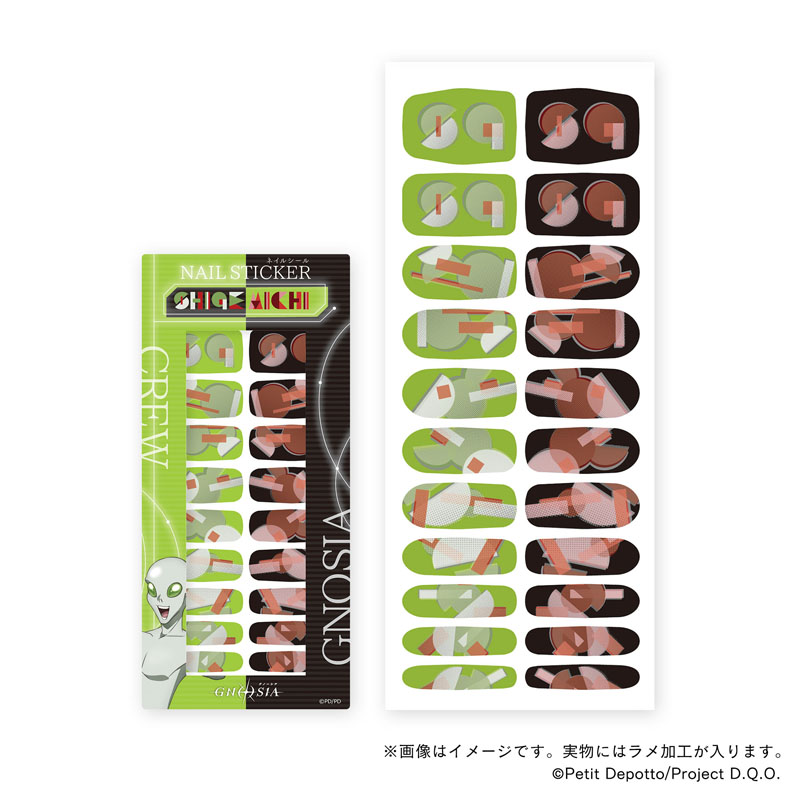 ネイルシール
NAIL STICKER
SHIGEMICHI
CREW
GNOSIA
GNOSIA
©PD/PD
※画像はイメージです。実物にはラメ加工が入ります。
©Petit Depotto/Project D.Q.O.